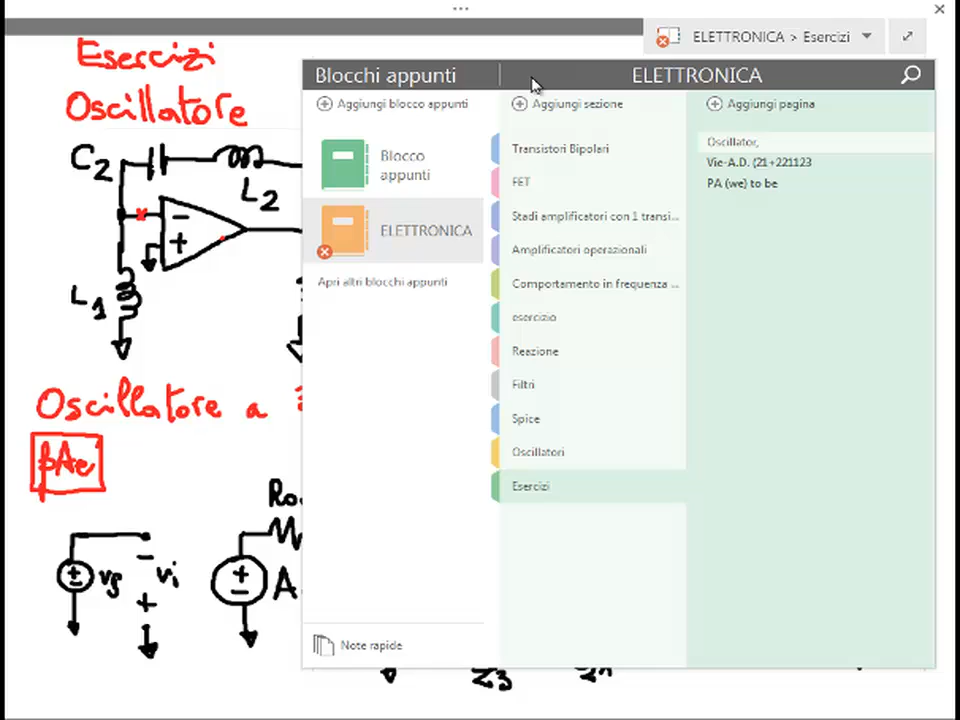 ELETTRONICA > Esercizi
Esercizi
Oscillatore
C2
L2
−
+
L1
Oscillatore a
βAe
vs
−
vi
+
+
−
A
Z3
Blocchi appunti
ELETTRONICA
Aggiungi blocco appunti
Aggiungi sezione
Aggiungi pagina
Blocco
appunti
ELETTRONICA
Apri altri blocchi appunti
Note rapide
Transistori Bipolari
FET
Stadi amplificatori con 1 transi...
Amplificatori operazionali
Comportamento in frequenza ...
esercizio
Reazione
Filtri
Spice
Oscillatori
Esercizi
Oscillator,
Vie-A.D. (21+221123
PA (we) to be